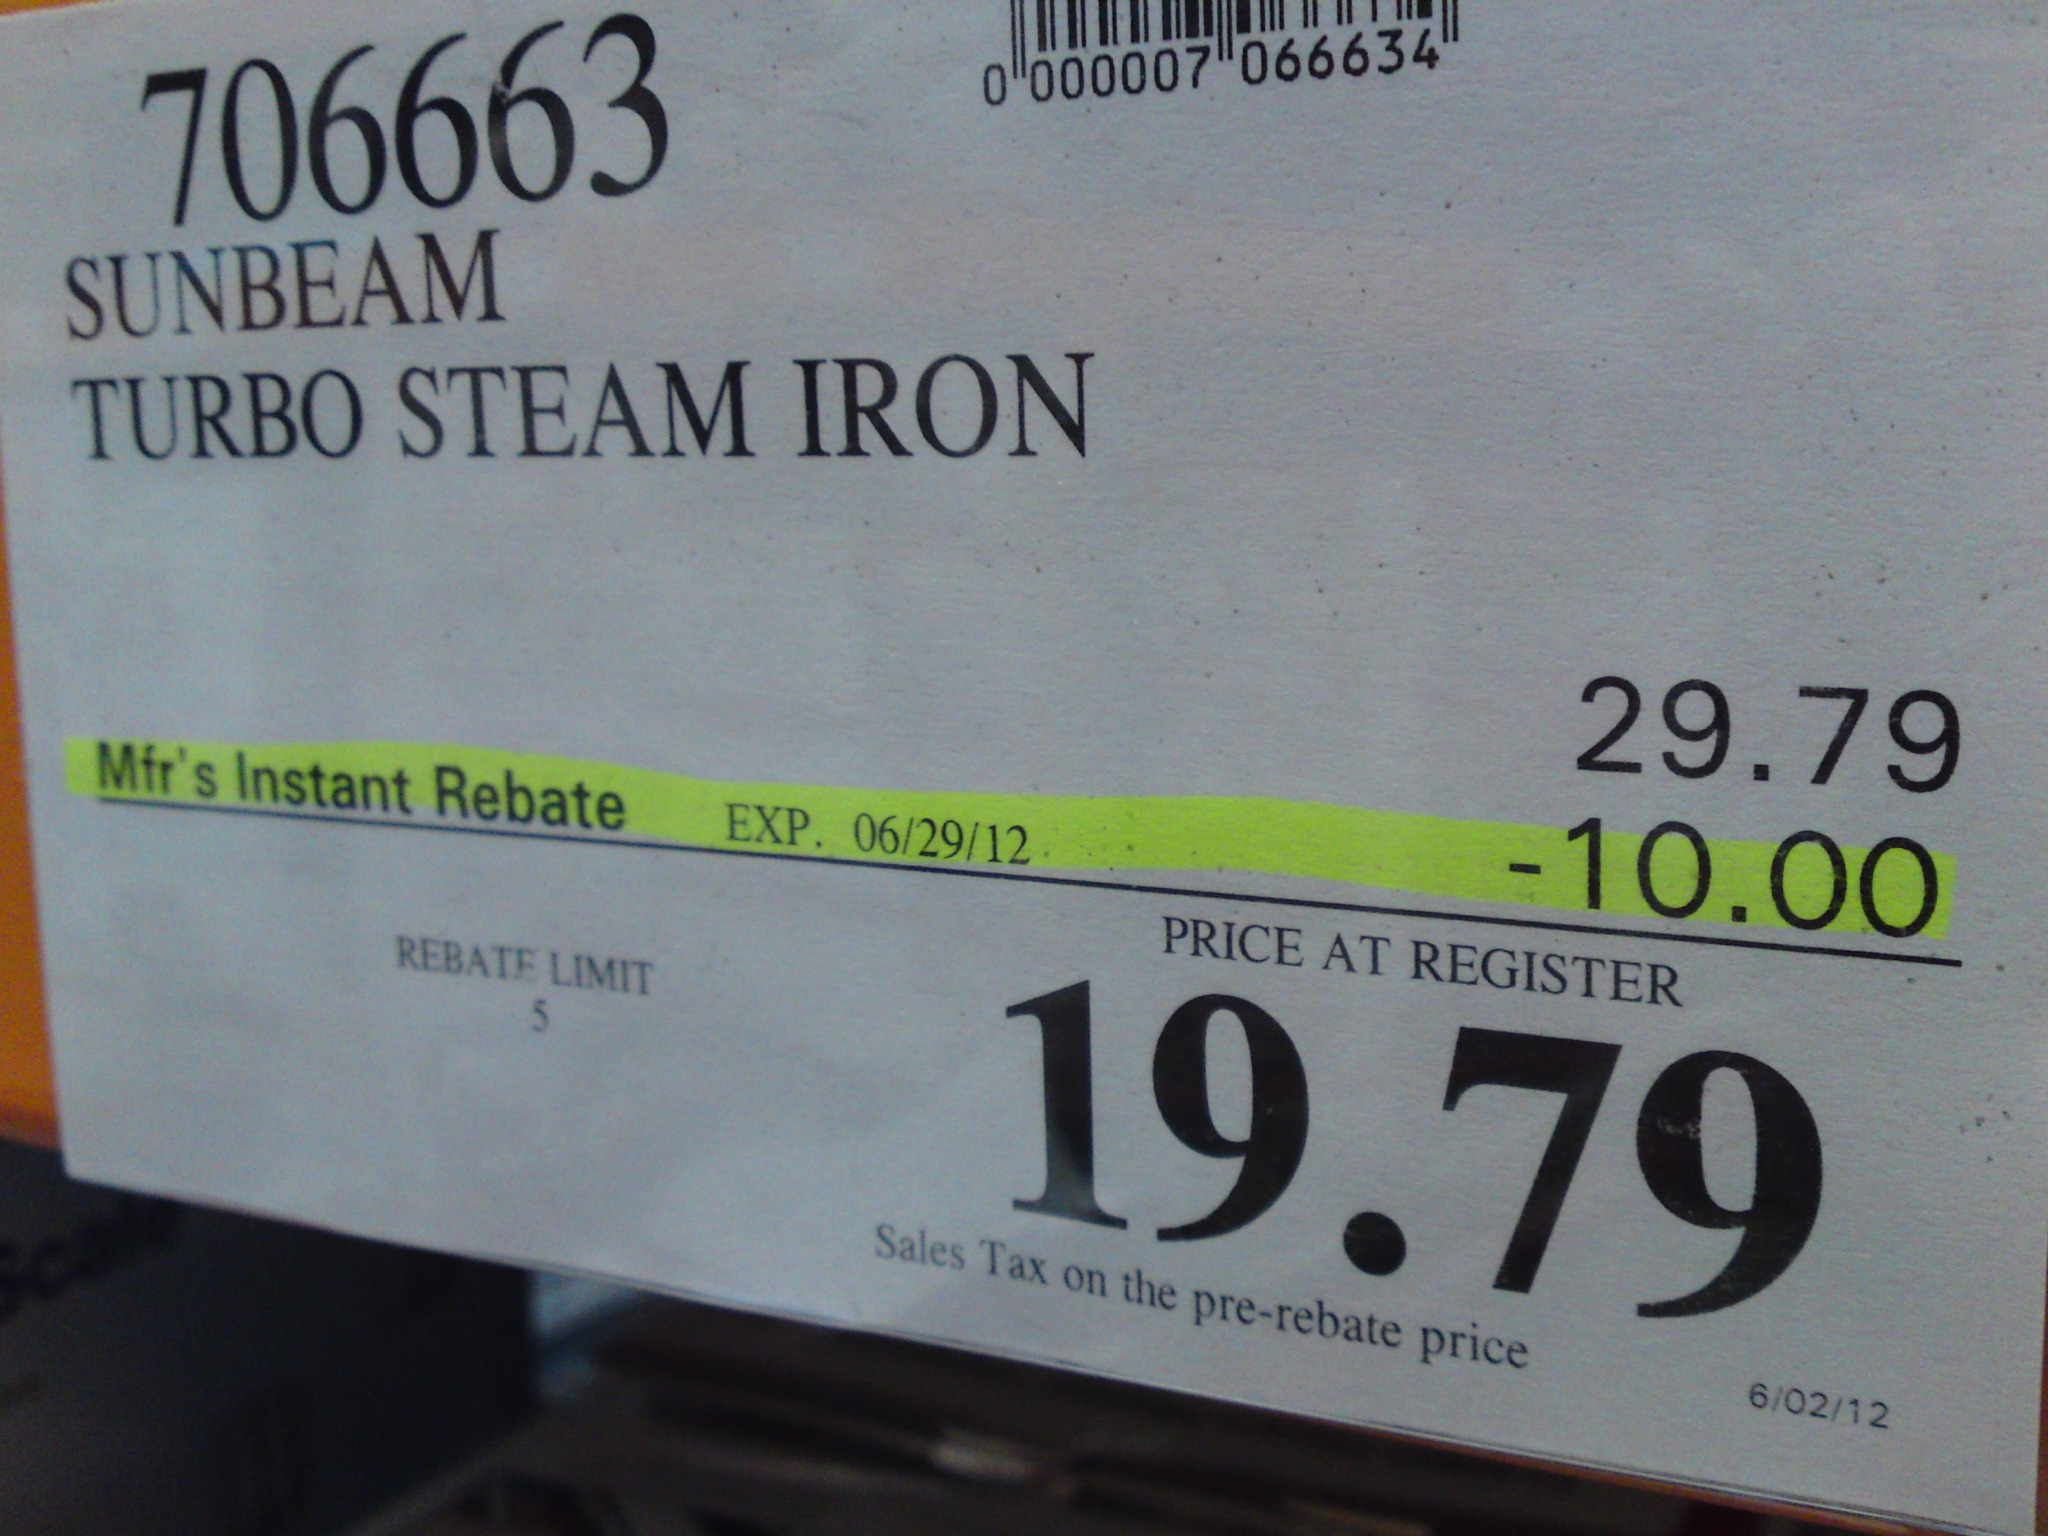 706663
0 000007 066634
SUNBEAM
TURBO STEAM IRON
29.79
Mfr's Instant Rebate EXP. 06/29/12 -10.00
REBATE LIMIT
5
PRICE AT REGISTER
19.79
Sales Tax on the pre-rebate price
6/02/12